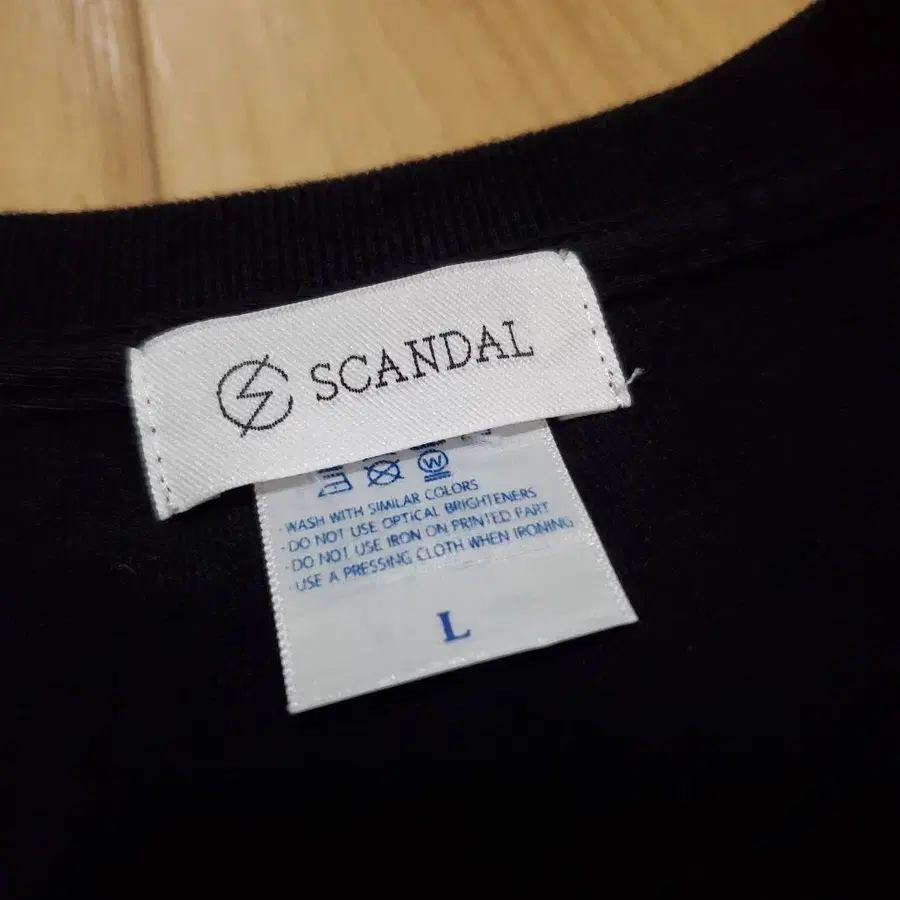 SCANDAL
W
· WASH WITH SIMILAR COLORS
· DO NOT USE OPTICAL BRIGHTENERS
· DO NOT USE IRON ON PRINTED PART
· USE A PRESSING CLOTH WHEN IRONING
L